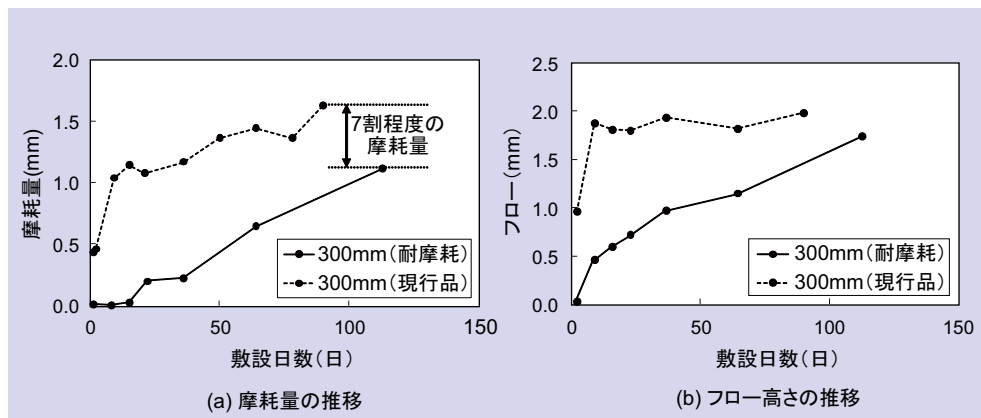 2.0
1.5
1.0
0.5
0.0
0
50
100
150
摩耗量(mm)
敷設日数（日）
7割程度の
摩耗量
300mm（耐摩耗）
300mm（現行品）
(a) 摩耗量の推移
2.5
2.0
1.5
1.0
0.5
0.0
0
50
100
150
フロー（mm）
敷設日数（日）
300mm（耐摩耗）
300mm（現行品）
(b) フロー高さの推移